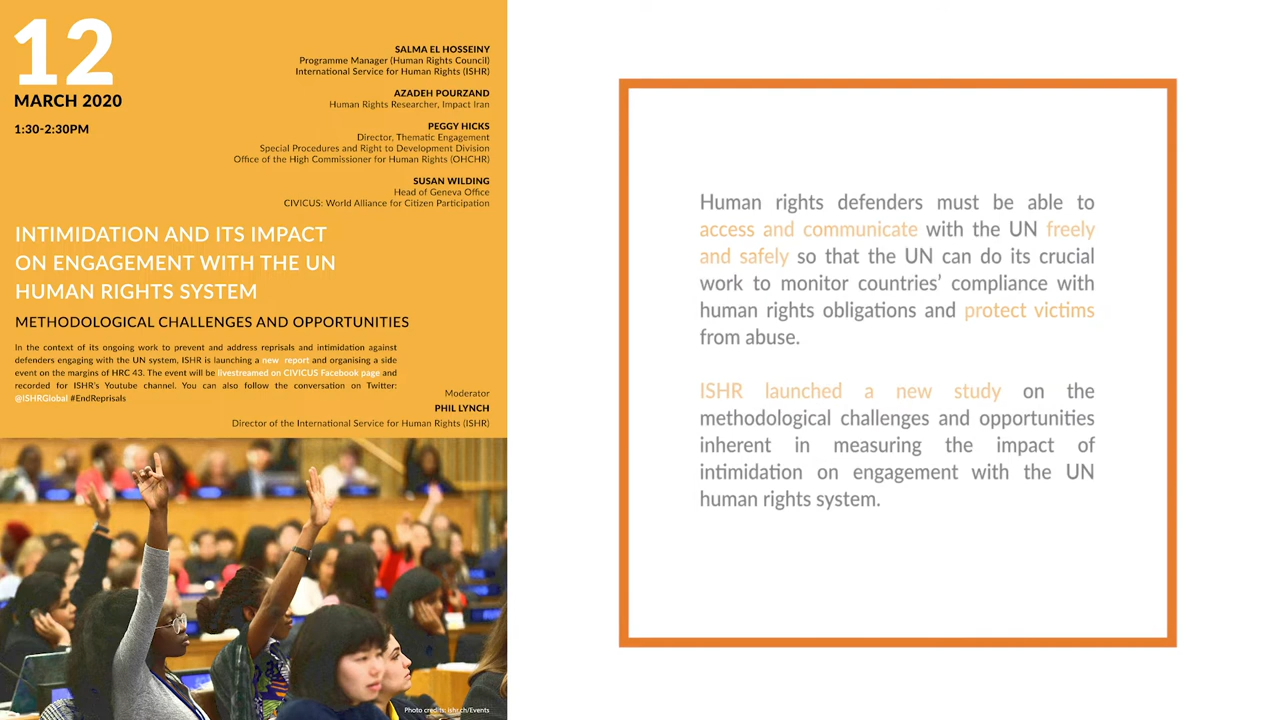 12
MARCH 2020
1:30-2:30PM
SALMA EL HOSSEINY
Programme Manager (Human Rights Council)
International Service for Human Rights (ISHR)
AZADEH POURZAND
Human Rights Researcher, Impact Iran
PEGGY HICKS
Director, Thematic Engagement
Special Procedures and Right to Development Division
Office of the High Commissioner for Human Rights (OHCHR)
SUSAN WILDING
Head of Geneva Office
CIVICUS: World Alliance for Citizen Participation
INTIMIDATION AND ITS IMPACT
ON ENGAGEMENT WITH THE UN
HUMAN RIGHTS SYSTEM
METHODOLOGICAL CHALLENGES AND OPPORTUNITIES
In the context of its ongoing work to prevent and address reprisals and intimidation against
defenders engaging with the UN system, ISHR is launching a new report and organising a side
event on the margins of HRC 43. The event will be livestreamed on CIVICUS Facebook page and
recorded for ISHR's Youtube channel. You can also follow the conversation on Twitter:
@ISHRGlobal #EndReprisals
Moderator
PHIL LYNCH
Director of the International Service for Human Rights (ISHR)
Photo credits: ishr.ch/Events
Human rights defenders must be able to
access and communicate with the UN freely
and safely so that the UN can do its crucial
work to monitor countries' compliance with
human rights obligations and protect victims
from abuse.
ISHR launched a new study on the
methodological challenges and opportunities
inherent in measuring the impact of
intimidation on engagement with the UN
human rights system.